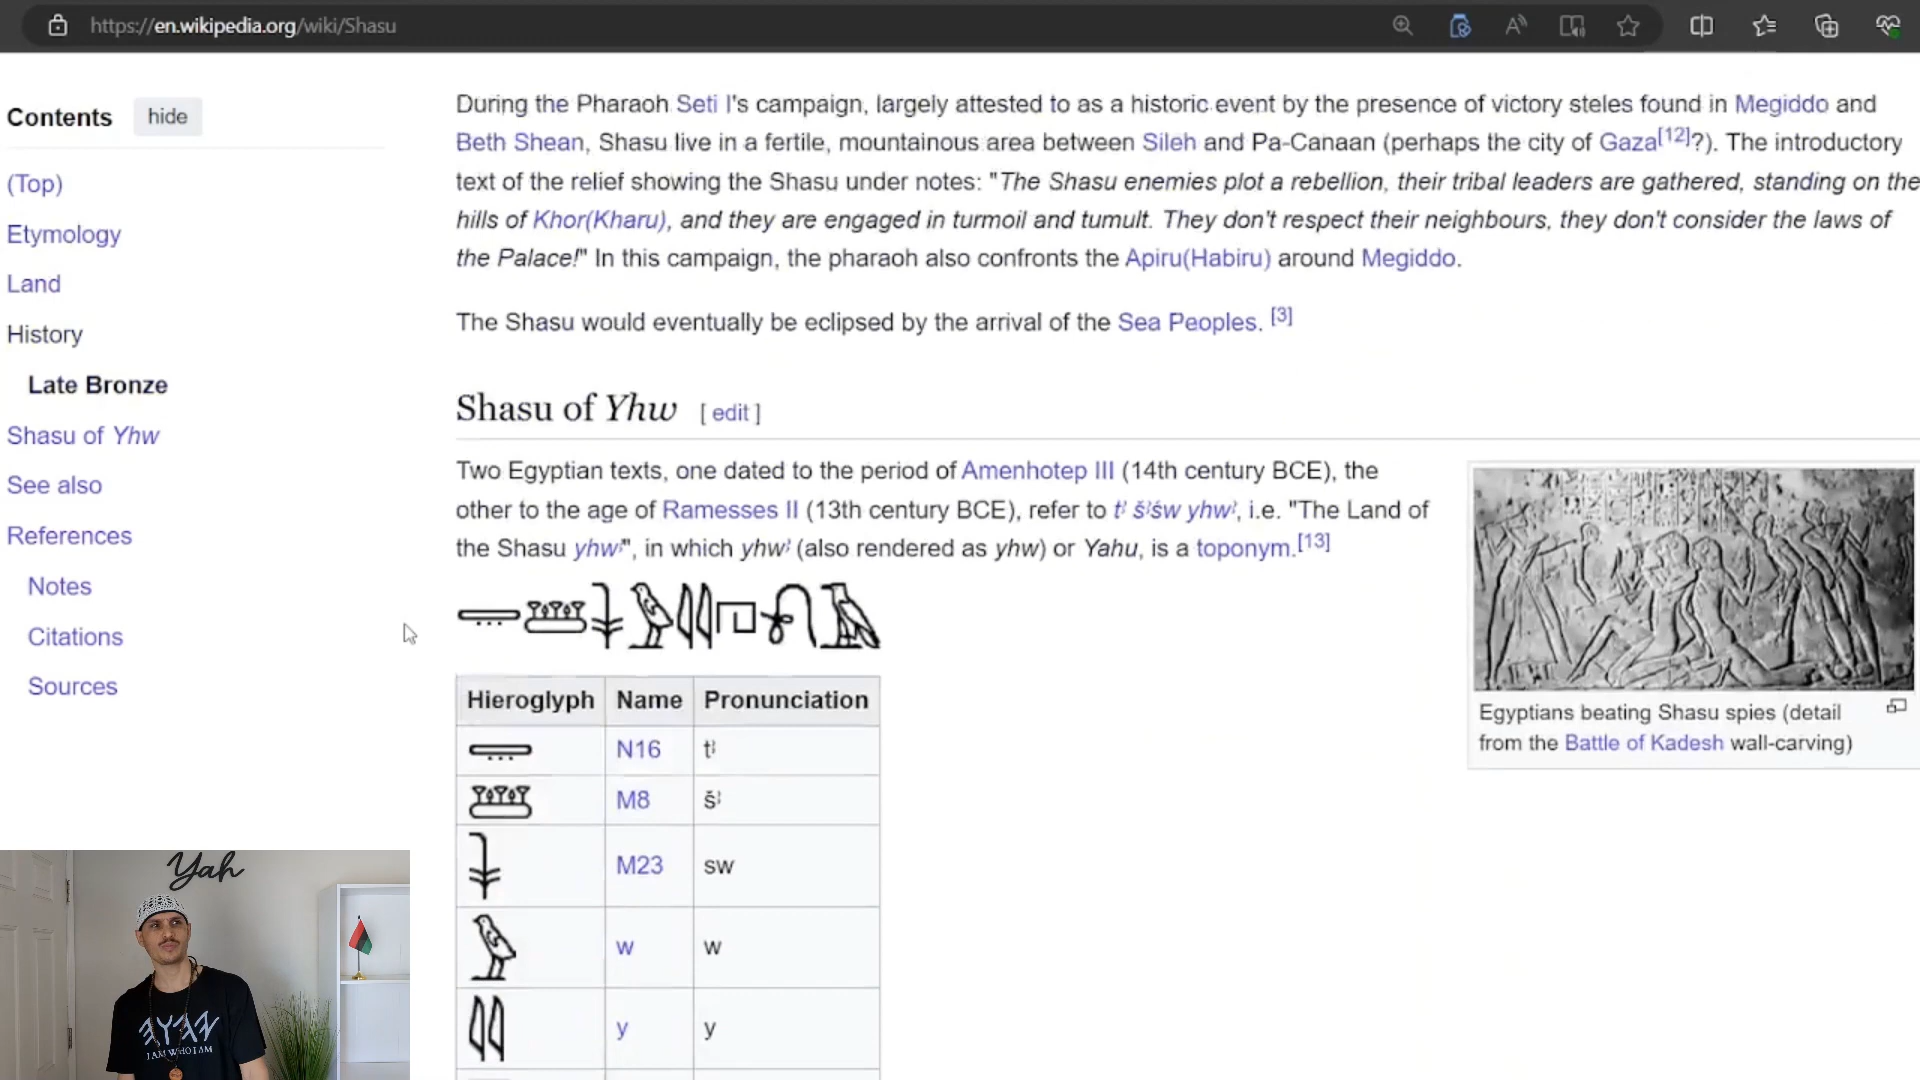 https://en.wikipedia.org/wiki/Shasu
Contents hide
(Top)
Etymology
Land
History
Late Bronze
Shasu of Yhw
See also
References
Notes
Citations
Sources
During the Pharaoh Seti I's campaign, largely attested to as a historic event by the presence of victory steles found in Megiddo and
Beth Shean, Shasu live in a fertile, mountainous area between Sileh and Pa-Canaan (perhaps the city of Gaza[12]?). The introductory
text of the relief showing the Shasu under notes: "The Shasu enemies plot a rebellion, their tribal leaders are gathered, standing on the
hills of Khor(Kharu), and they are engaged in turmoil and tumult. They don't respect their neighbours, they don't consider the laws of
the Palace!" In this campaign, the pharaoh also confronts the Apiru(Habiru) around Megiddo.
The Shasu would eventually be eclipsed by the arrival of the Sea Peoples. [3]
Shasu of Yhw [ edit ]
Two Egyptian texts, one dated to the period of Amenhotep III (14th century BCE), the
other to the age of Ramesses II (13th century BCE), refer to tꜣ šꜣśw yhwꜣ, i.e. "The Land of
the Shasu yhwꜣ", in which yhwꜣ (also rendered as yhw) or Yahu, is a toponym.[13]
Hieroglyph Name Pronunciation
N16 tꜣ
M8 šꜣ
M23 sw
w w
y y
Egyptians beating Shasu spies (detail
from the Battle of Kadesh wall-carving)
Yah
I AM WHO I AM